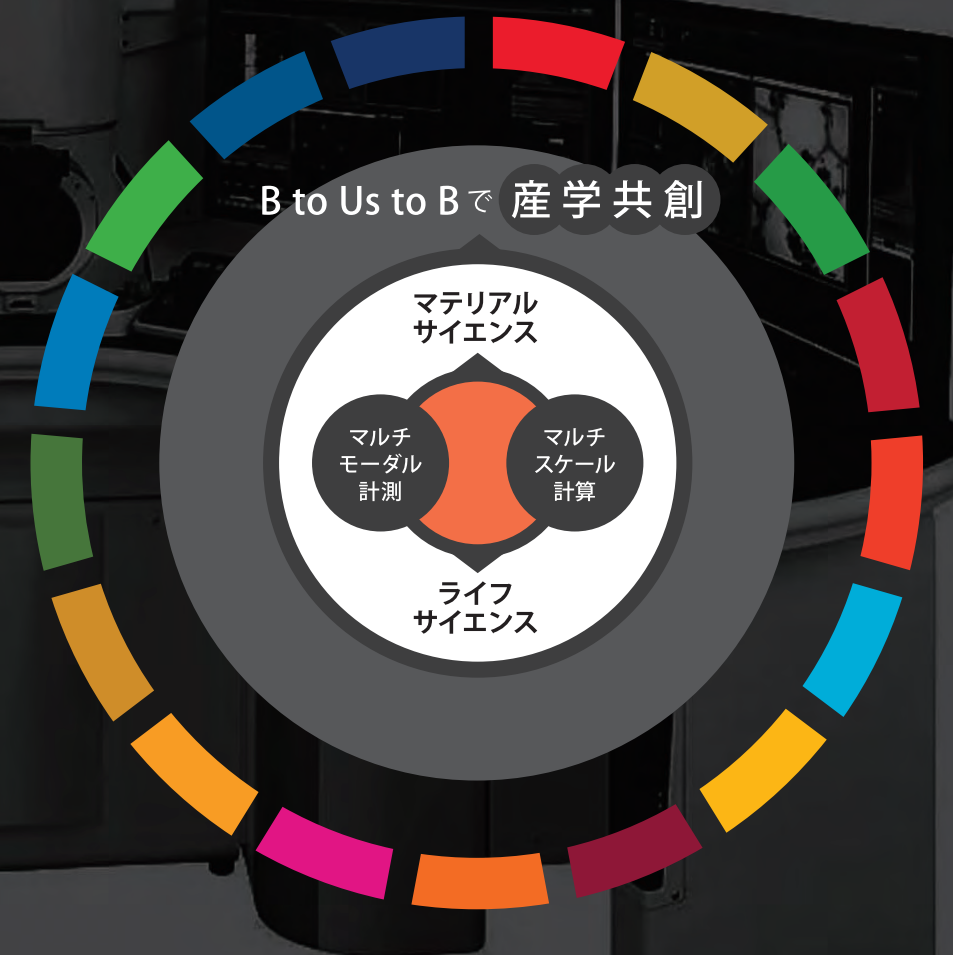 B to Us to Bで 産学共創
マテリアル
サイエンス
マルチ
モーダル
計測
マルチ
スケール
計算
ライフ
サイエンス